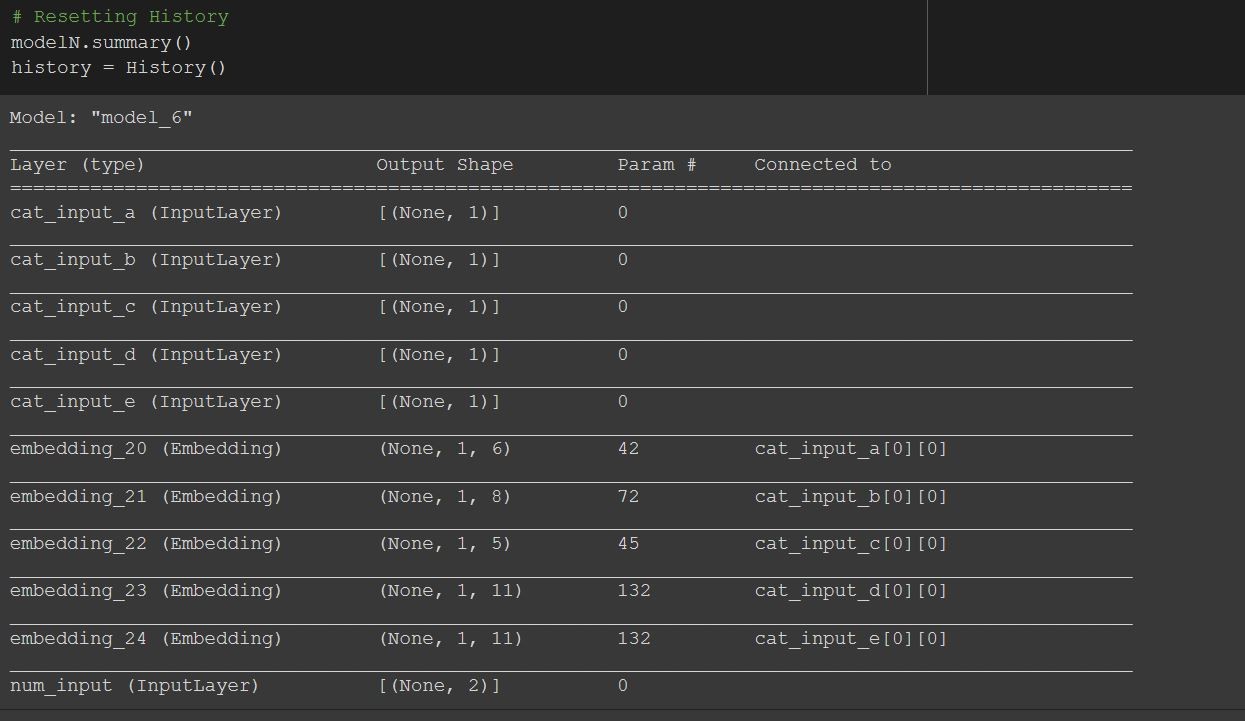 # Resetting History
modelN.summary()
history = History()
Model: "model_6"
Layer (type) Output Shape Param # Connected to
==================================================================================================
cat_input_a (InputLayer) [(None, 1)] 0
cat_input_b (InputLayer) [(None, 1)] 0
cat_input_c (InputLayer) [(None, 1)] 0
cat_input_d (InputLayer) [(None, 1)] 0
cat_input_e (InputLayer) [(None, 1)] 0
embedding_20 (Embedding) (None, 1, 6) 42 cat_input_a[0][0]
embedding_21 (Embedding) (None, 1, 8) 72 cat_input_b[0][0]
embedding_22 (Embedding) (None, 1, 5) 45 cat_input_c[0][0]
embedding_23 (Embedding) (None, 1, 11) 132 cat_input_d[0][0]
embedding_24 (Embedding) (None, 1, 11) 132 cat_input_e[0][0]
num_input (InputLayer) [(None, 2)] 0